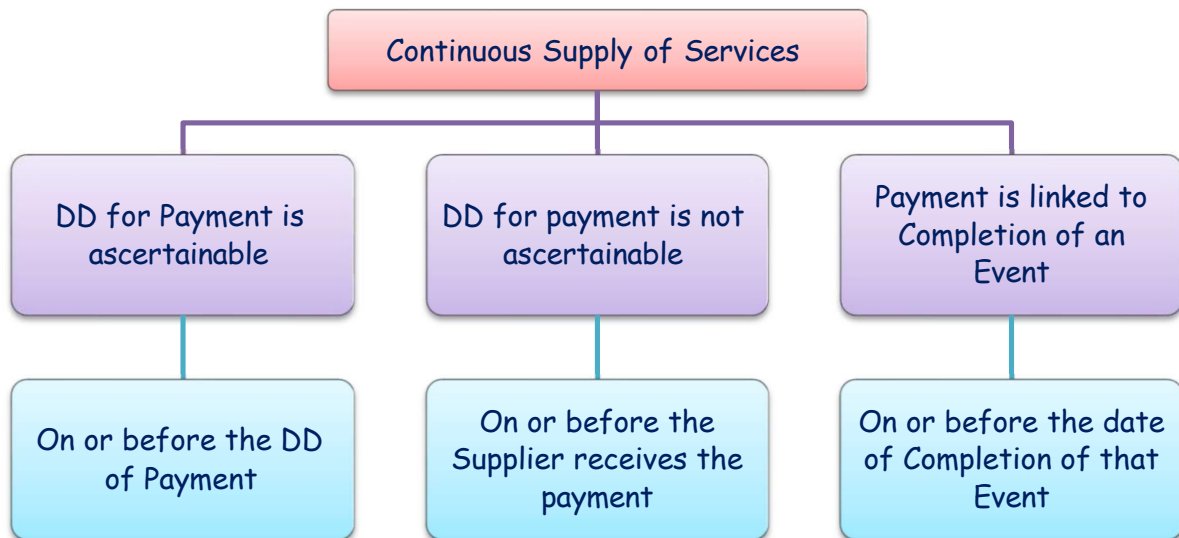 Continuous Supply of Services
DD for Payment is
ascertainable
DD for payment is not
ascertainable
Payment is linked to
Completion of an
Event
On or before the DD
of Payment
On or before the
Supplier receives the
payment
On or before the date
of Completion of that
Event